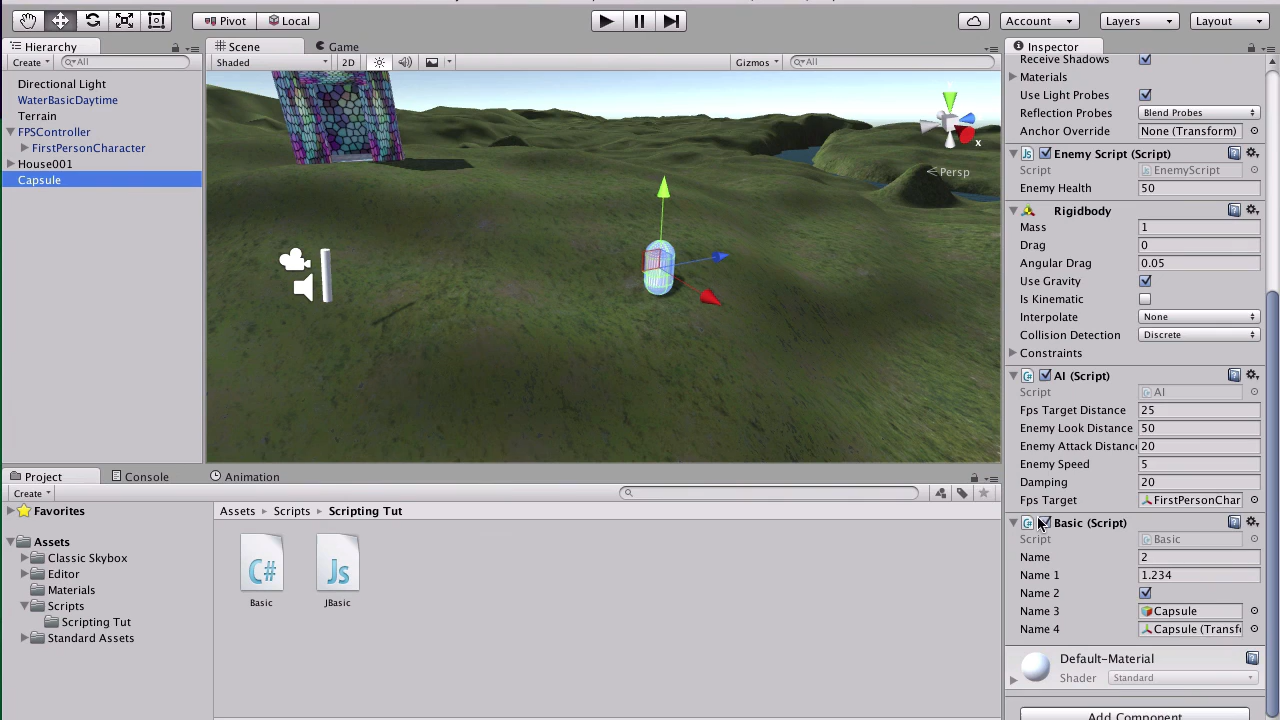 Pivot Local Account Layers Layout
Hierarchy
Create All
Directional Light
WaterBasicDaytime
Terrain
FPSController
FirstPersonCharacter
House001
Capsule
Scene Game
Shaded 2D Gizmos All
x
Persp
Inspector
Receive Shadows
Materials
Use Light Probes
Reflection Probes Blend Probes
Anchor Override None (Transform)
Js Enemy Script (Script)
Script EnemyScript
Enemy Health 50
Rigidbody
Mass 1
Drag 0
Angular Drag 0.05
Use Gravity
Is Kinematic
Interpolate None
Collision Detection Discrete
Constraints
C# AI (Script)
Script AI
Fps Target Distance 25
Enemy Look Distance 50
Enemy Attack Distanc 20
Enemy Speed 5
Damping 20
Fps Target FirstPersonChar
C# Basic (Script)
Script Basic
Name 2
Name 1 1.234
Name 2
Name 3 Capsule
Name 4 Capsule (Transf
Default-Material
Shader Standard
Add Component
Project Console Animation
Create
Favorites
Assets
Classic Skybox
Editor
Materials
Scripts
Scripting Tut
Standard Assets
Assets Scripts Scripting Tut
C# Js
Basic JBasic